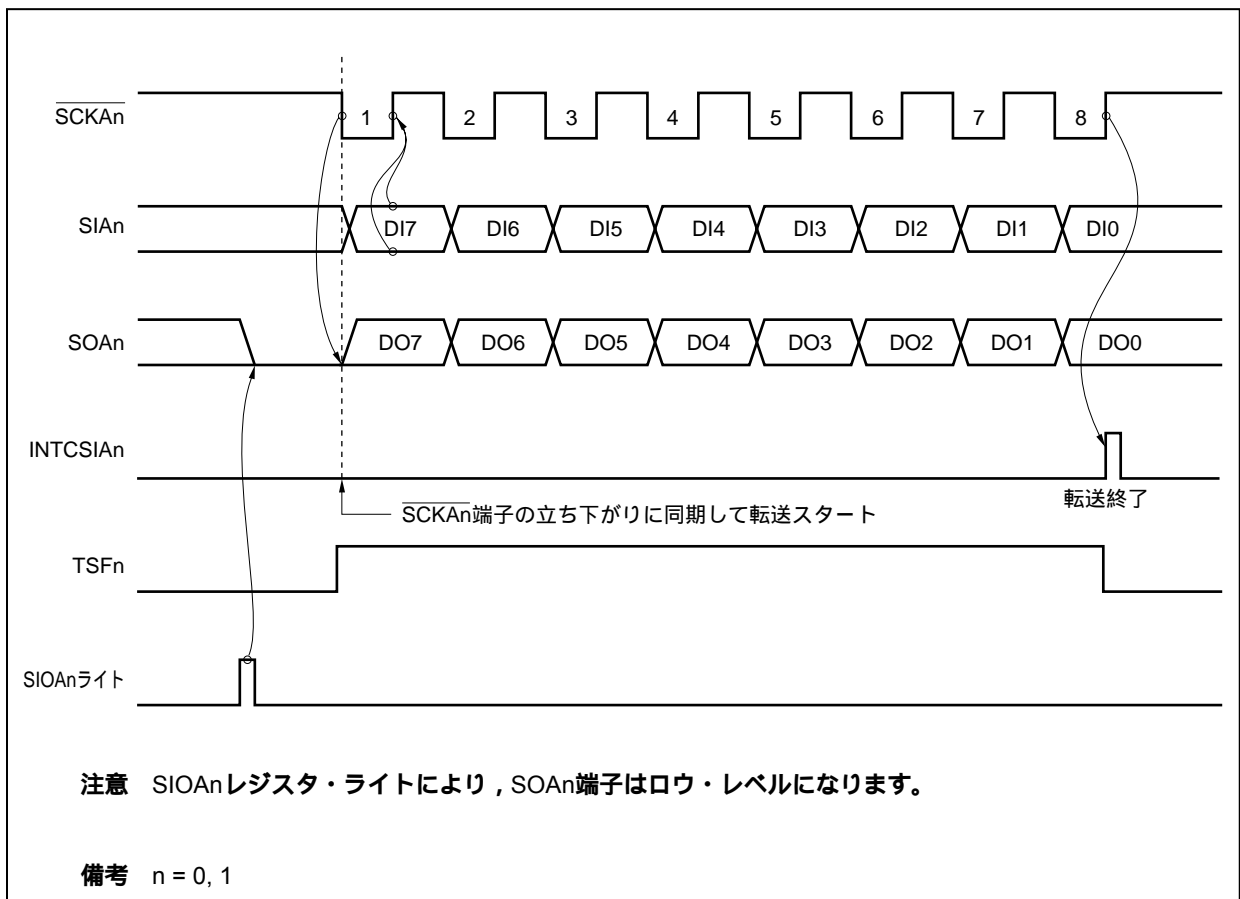 SCKAn
1 2 3 4 5 6 7 8
SIAn
DI7 DI6 DI5 DI4 DI3 DI2 DI1 DI0
SOAn
DO7 DO6 DO5 DO4 DO3 DO2 DO1 DO0
INTCSIAn
転送終了
SCKAn端子の立ち下がりに同期して転送スタート
TSFn
SIOAnライト
注意 SIOAnレジスタ・ライトにより，SOAn端子はロウ・レベルになります。
備考 n = 0, 1